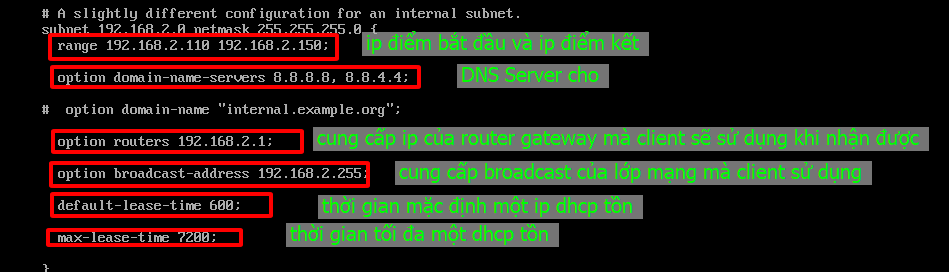 # A slightly different configuration for an internal subnet.
subnet 192.168.2.0 netmask 255.255.255.0 {
range 192.168.2.110 192.168.2.150; ip điểm bắt đầu và ip điểm kết
option domain-name-servers 8.8.8.8, 8.8.4.4; DNS Server cho
# option domain-name "internal.example.org";
option routers 192.168.2.1; cung cấp ip của router gateway mà client sẽ sử dụng khi nhận được
option broadcast-address 192.168.2.255; cung cấp broadcast của lớp mạng mà client sử dụng
default-lease-time 600; thời gian mặc định một ip dhcp tồn
max-lease-time 7200; thời gian tối đa một dhcp tồn
}